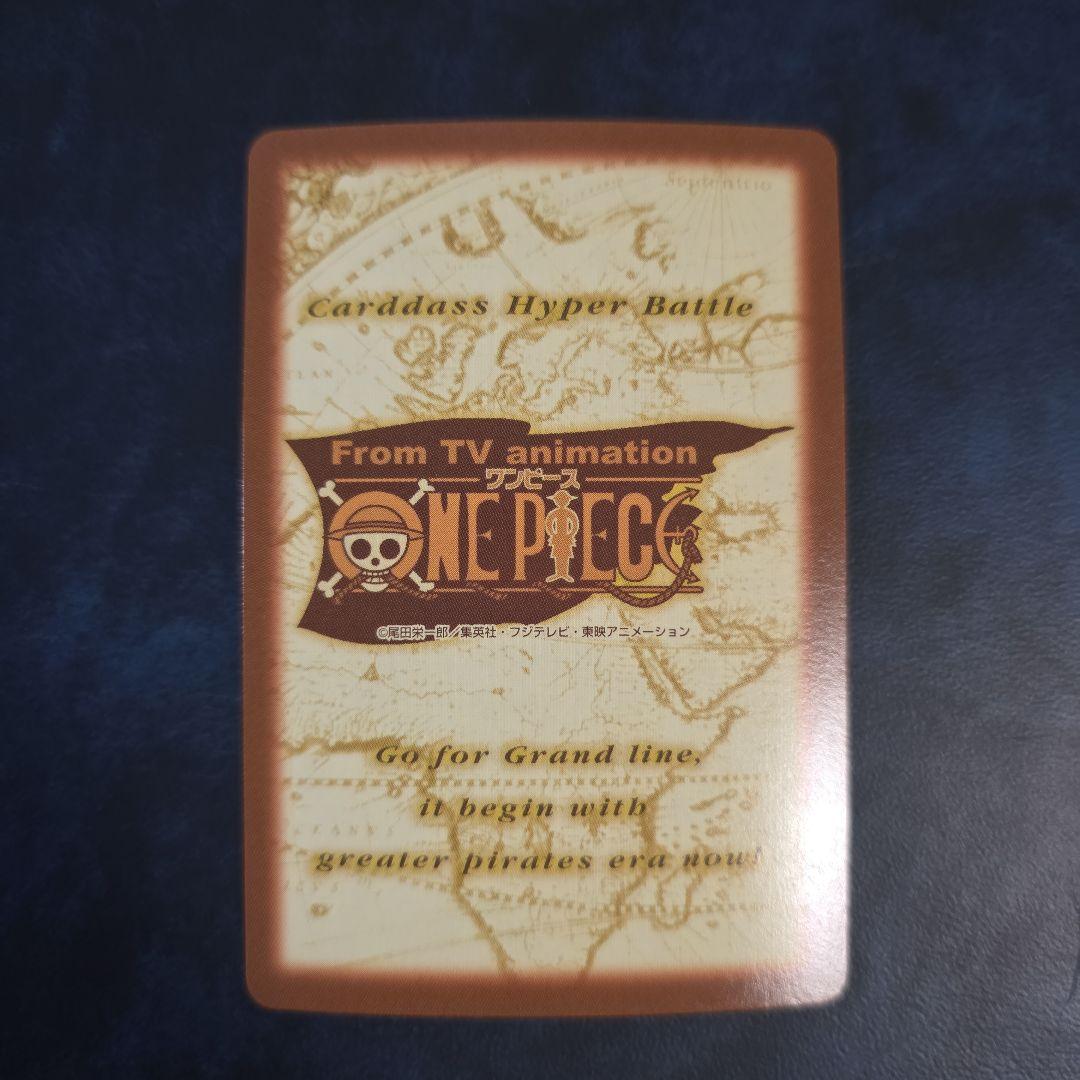 Septentrio
Carddass Hyper Battle
From TV animation
ワンピース
ONE PIECE
©尾田栄一郎／集英社・フジテレビ・東映アニメーション
Go for Grand line,
it begin with
greater pirates era now!